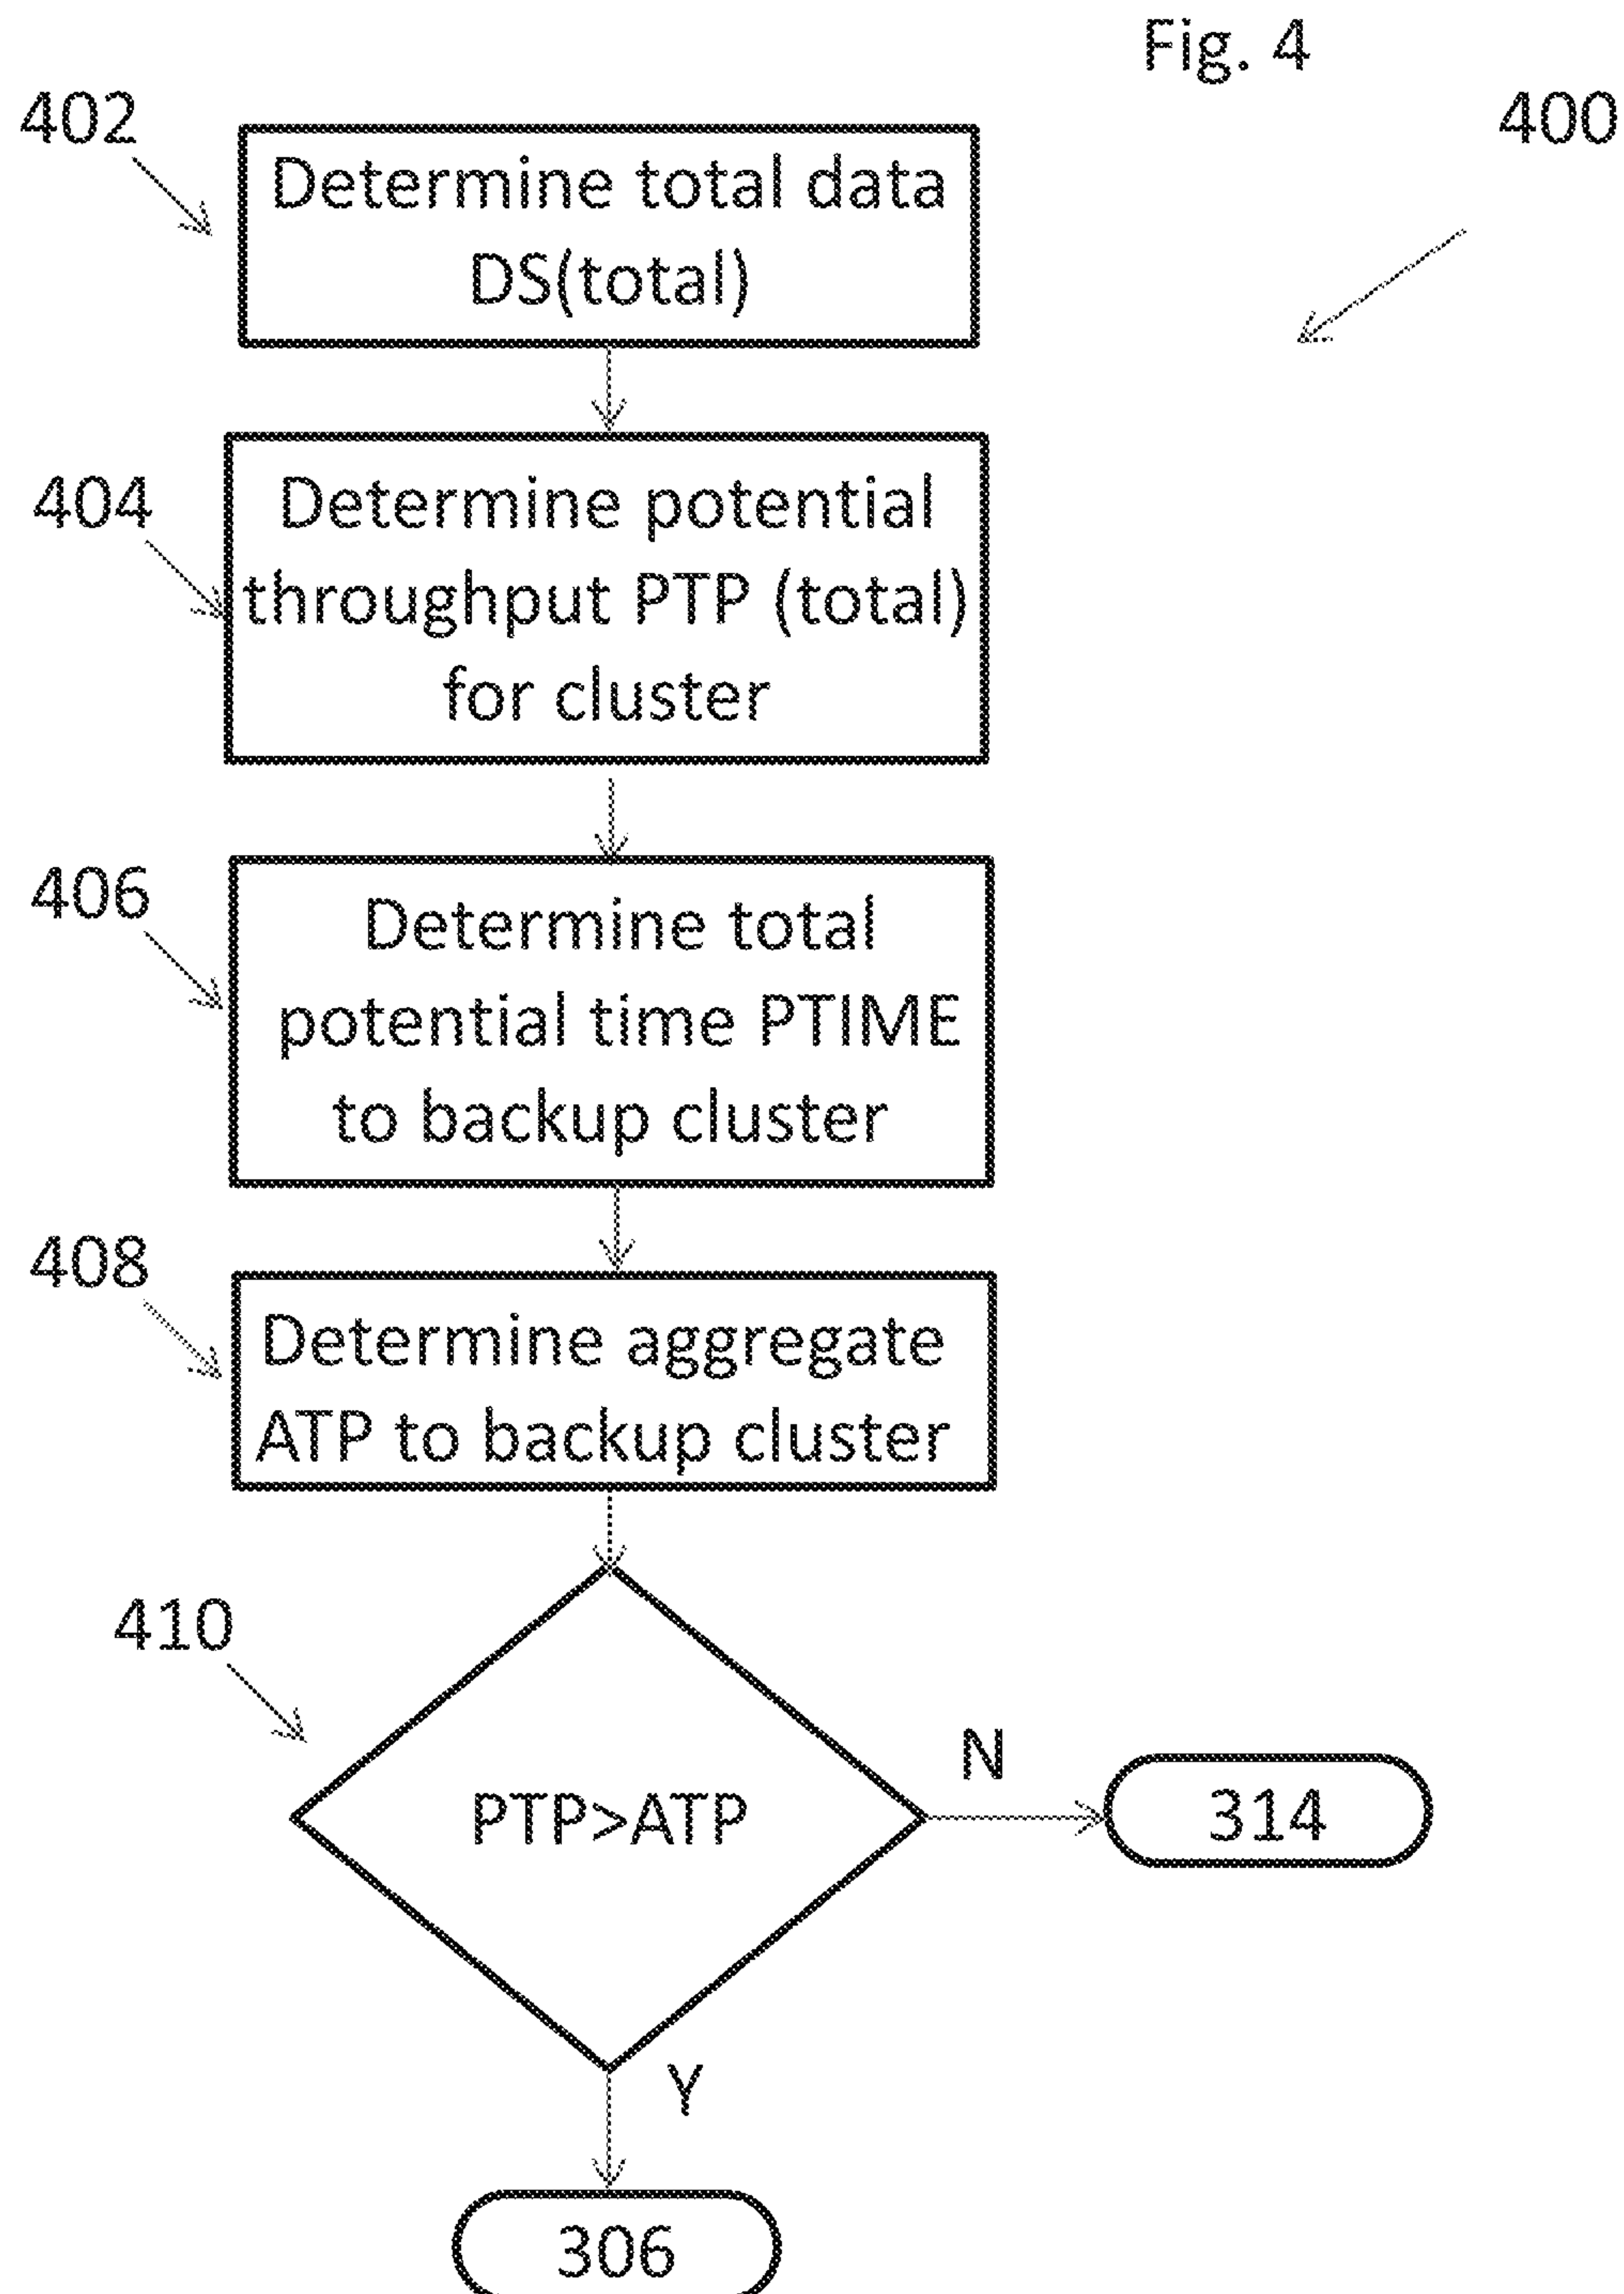 Fig. 4
400
402
Determine total data
DS(total)
404
Determine potential
throughput PTP (total)
for cluster
406
Determine total
potential time PTIME
to backup cluster
408
Determine aggregate
ATP to backup cluster
410
PTP>ATP
N
314
Y
306